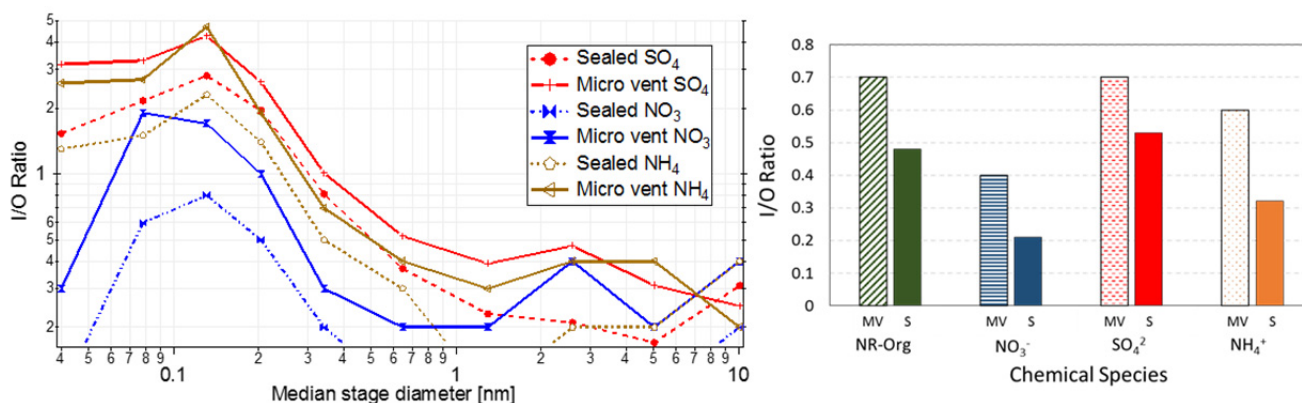 5
4
3
2
1
6
5
4
3
2
I/O Ratio
Sealed SO4
Micro vent SO4
Sealed NO3
Micro vent NO3
Sealed NH4
Micro vent NH4
4 5 6 7 8 9 2 3 4 5 6 7 8 9 2 3 4 5 6 7 8 9
0.1 1 10
Median stage diameter [nm]
0.8
0.7
0.6
0.5
0.4
0.3
0.2
0.1
0
I/O Ratio
MV S MV S MV S MV S
NR-Org NO3- SO42 NH4+
Chemical Species